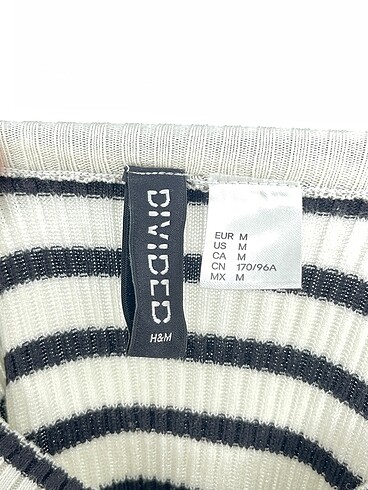 DIVIDED
H&M
EUR M
US M
CA M
CN 170/96A
MX M